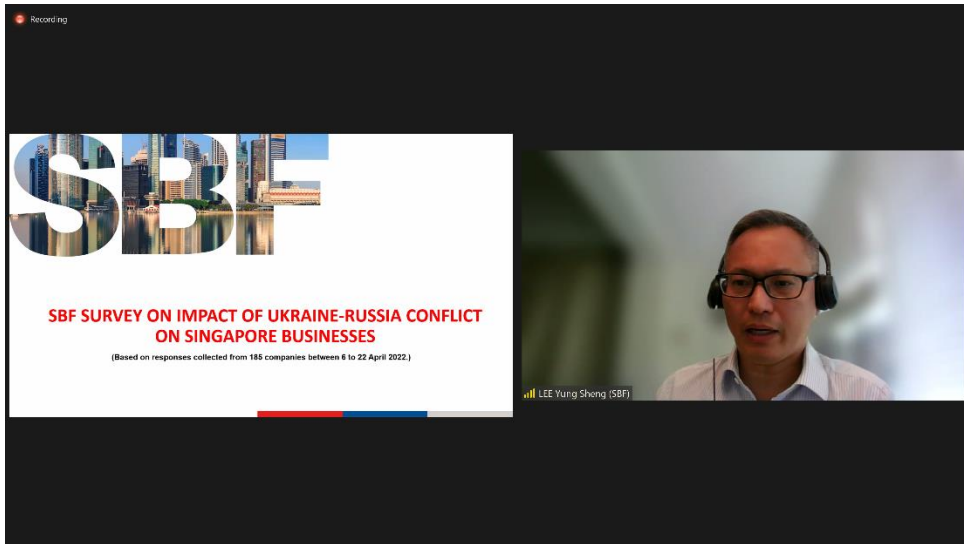 Recording
SBF
SBF SURVEY ON IMPACT OF UKRAINE-RUSSIA CONFLICT
ON SINGAPORE BUSINESSES
(Based on responses collected from 185 companies between 6 to 22 April 2022.)
LEE Yung Sheng (SBF)